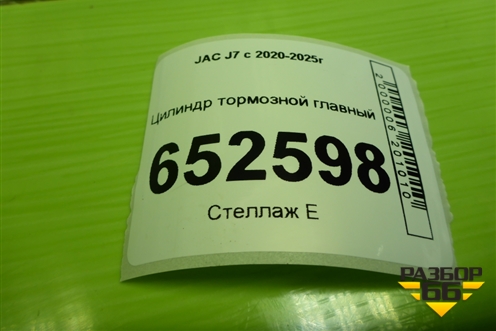 JAC J7 с 2020-2025г
Цилиндр тормозной главный
652598
Стеллаж Е
2000006201010
РАЗБОР
66